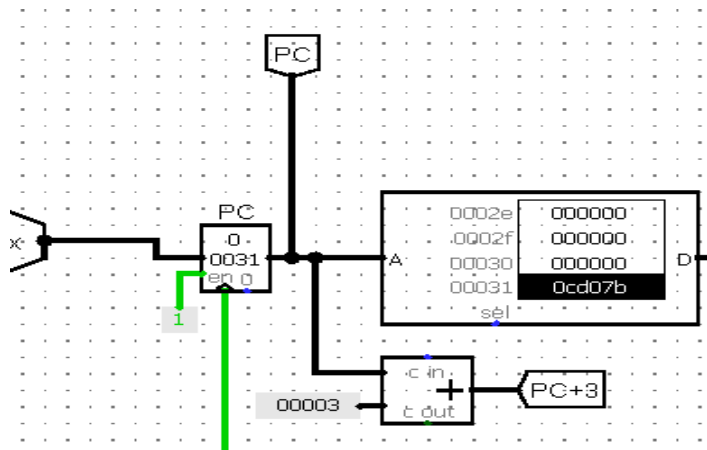 PC
PC
0
0031
en 0
1
x
A
0002e 000000
0002f 000000
00030 000000
00031 0cd07b
D
sel
c in
+
c out
00003
PC+3